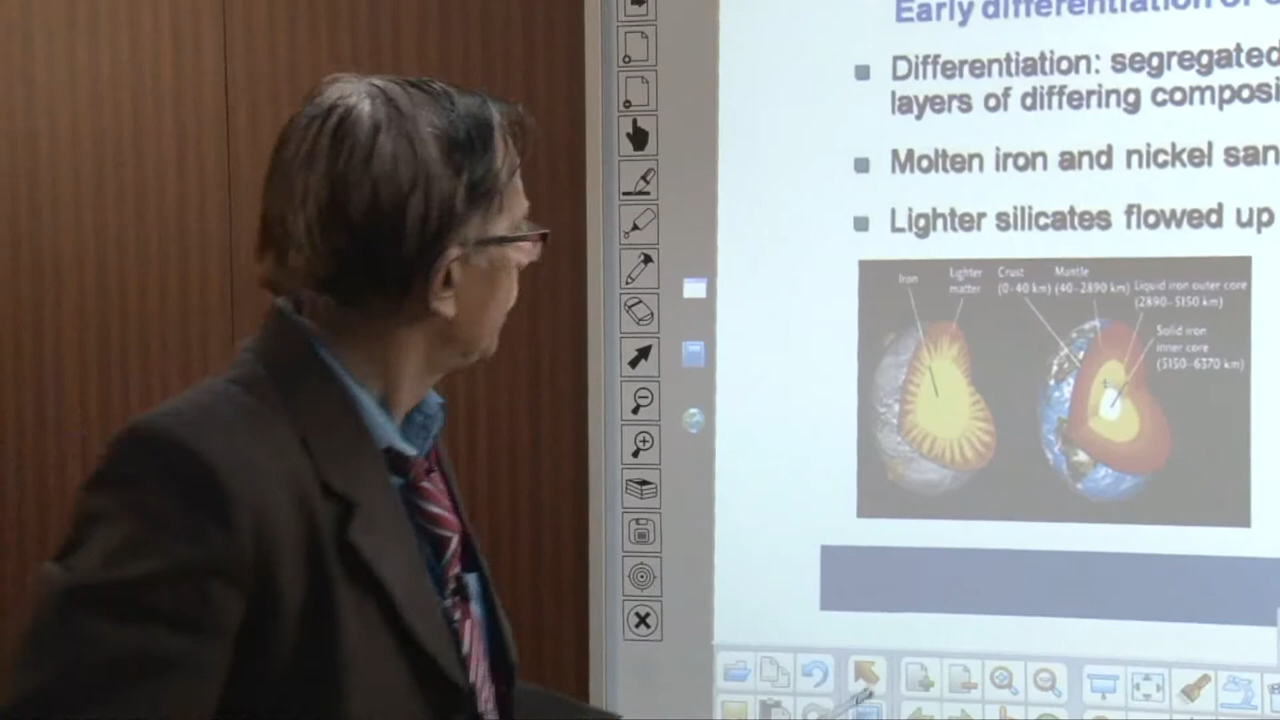 Early differentiation of
Differentiation: segregated
layers of differing composi
Molten iron and nickel san
Lighter silicates flowed up
Iron
Lighter
matter
Crust
(0-40 km)
Mantle
(40-2890 km)
Liquid iron outer core
(2890-5150 km)
Solid iron
inner core
(5150-6370 km)